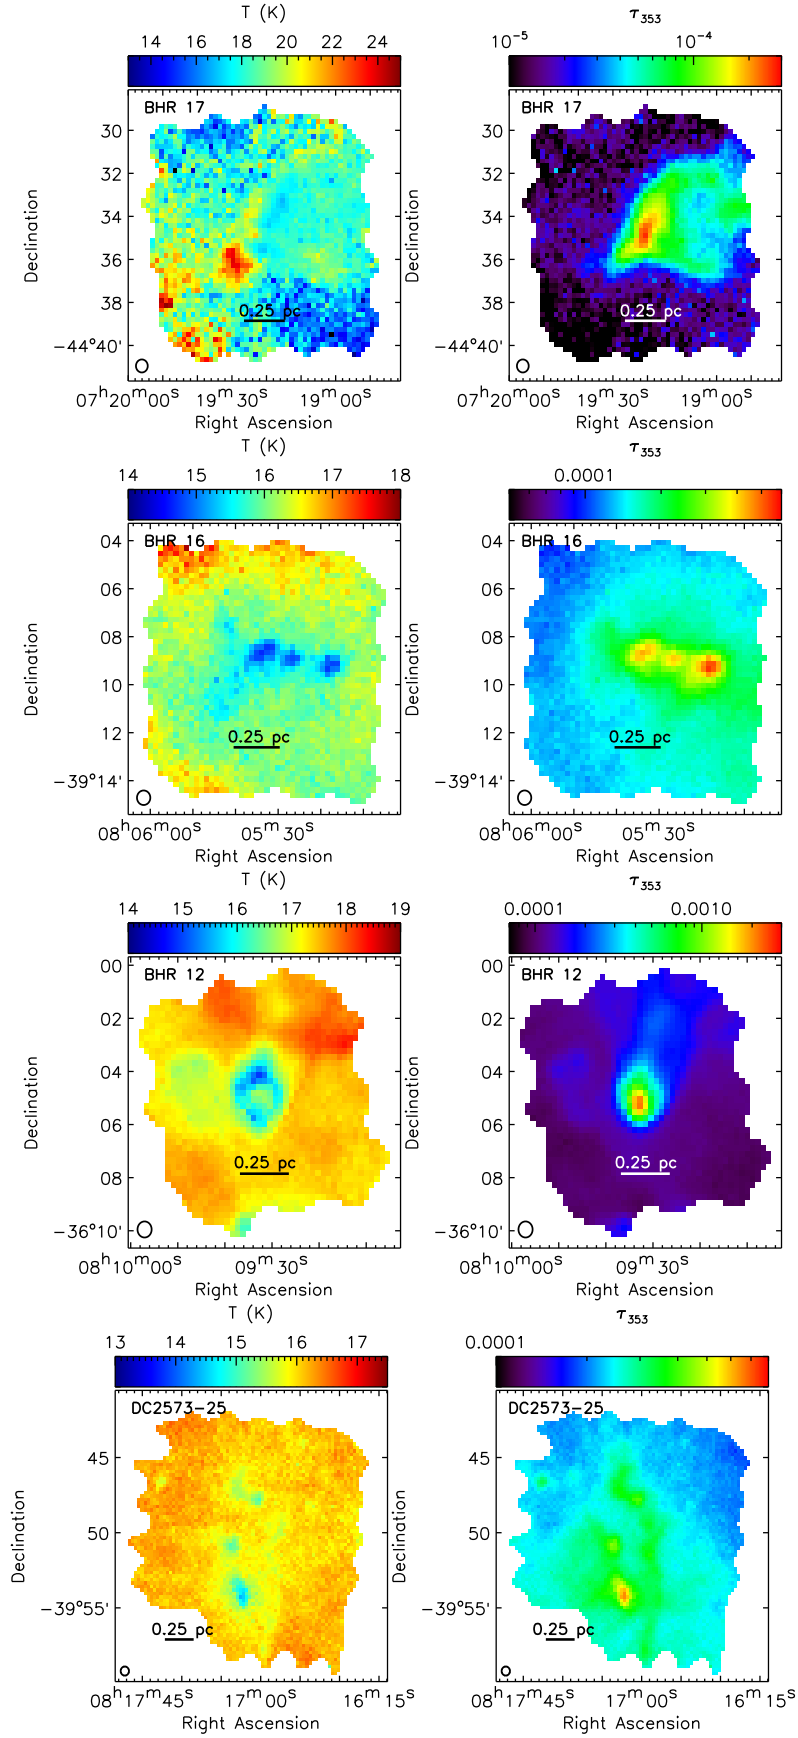 T (K) τ353
14 16 18 20 22 24 10-5 10-4
BHR 17 BHR 17
30 30
32 32
34 34
36 36
38 38
-44°40' -44°40'
Declination Declination
0.25 pc 0.25 pc
07h20m00s 19m30s 19m00s 07h20m00s 19m30s 19m00s
Right Ascension Right Ascension
T (K) τ353
14 15 16 17 18 0.0001
BHR 16 BHR 16
04 04
06 06
08 08
10 10
12 12
-39°14' -39°14'
Declination Declination
0.25 pc 0.25 pc
08h06m00s 05m30s 08h06m00s 05m30s
Right Ascension Right Ascension
T (K) τ353
14 15 16 17 18 19 0.0001 0.0010
BHR 12 BHR 12
00 00
02 02
04 04
06 06
08 08
-36°10' -36°10'
Declination Declination
0.25 pc 0.25 pc
08h10m00s 09m30s 08h10m00s 09m30s
Right Ascension Right Ascension
T (K) τ353
13 14 15 16 17 0.0001
DC2573-25 DC2573-25
45 45
50 50
-39°55' -39°55'
Declination Declination
0.25 pc 0.25 pc
08h17m45s 17m00s 16m15s 08h17m45s 17m00s 16m15s
Right Ascension Right Ascension